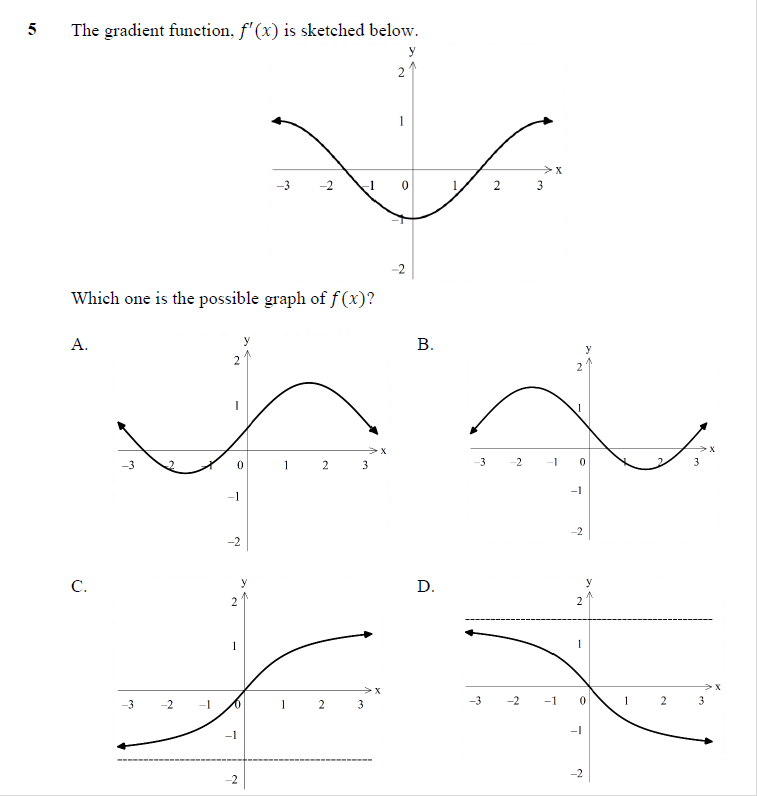 5 The gradient function, f′(x) is sketched below.
y
2
1
−3 −2 −1 0 1 2 3 x
−1
−2
Which one is the possible graph of f(x)?
A.
y
2
1
−3 −2 −1 0 1 2 3 x
−1
−2
B.
y
2
1
−3 −2 −1 0 1 2 3 x
−1
−2
C.
y
2
1
−3 −2 −1 0 1 2 3 x
−1
−2
D.
y
2
1
−3 −2 −1 0 1 2 3 x
−1
−2